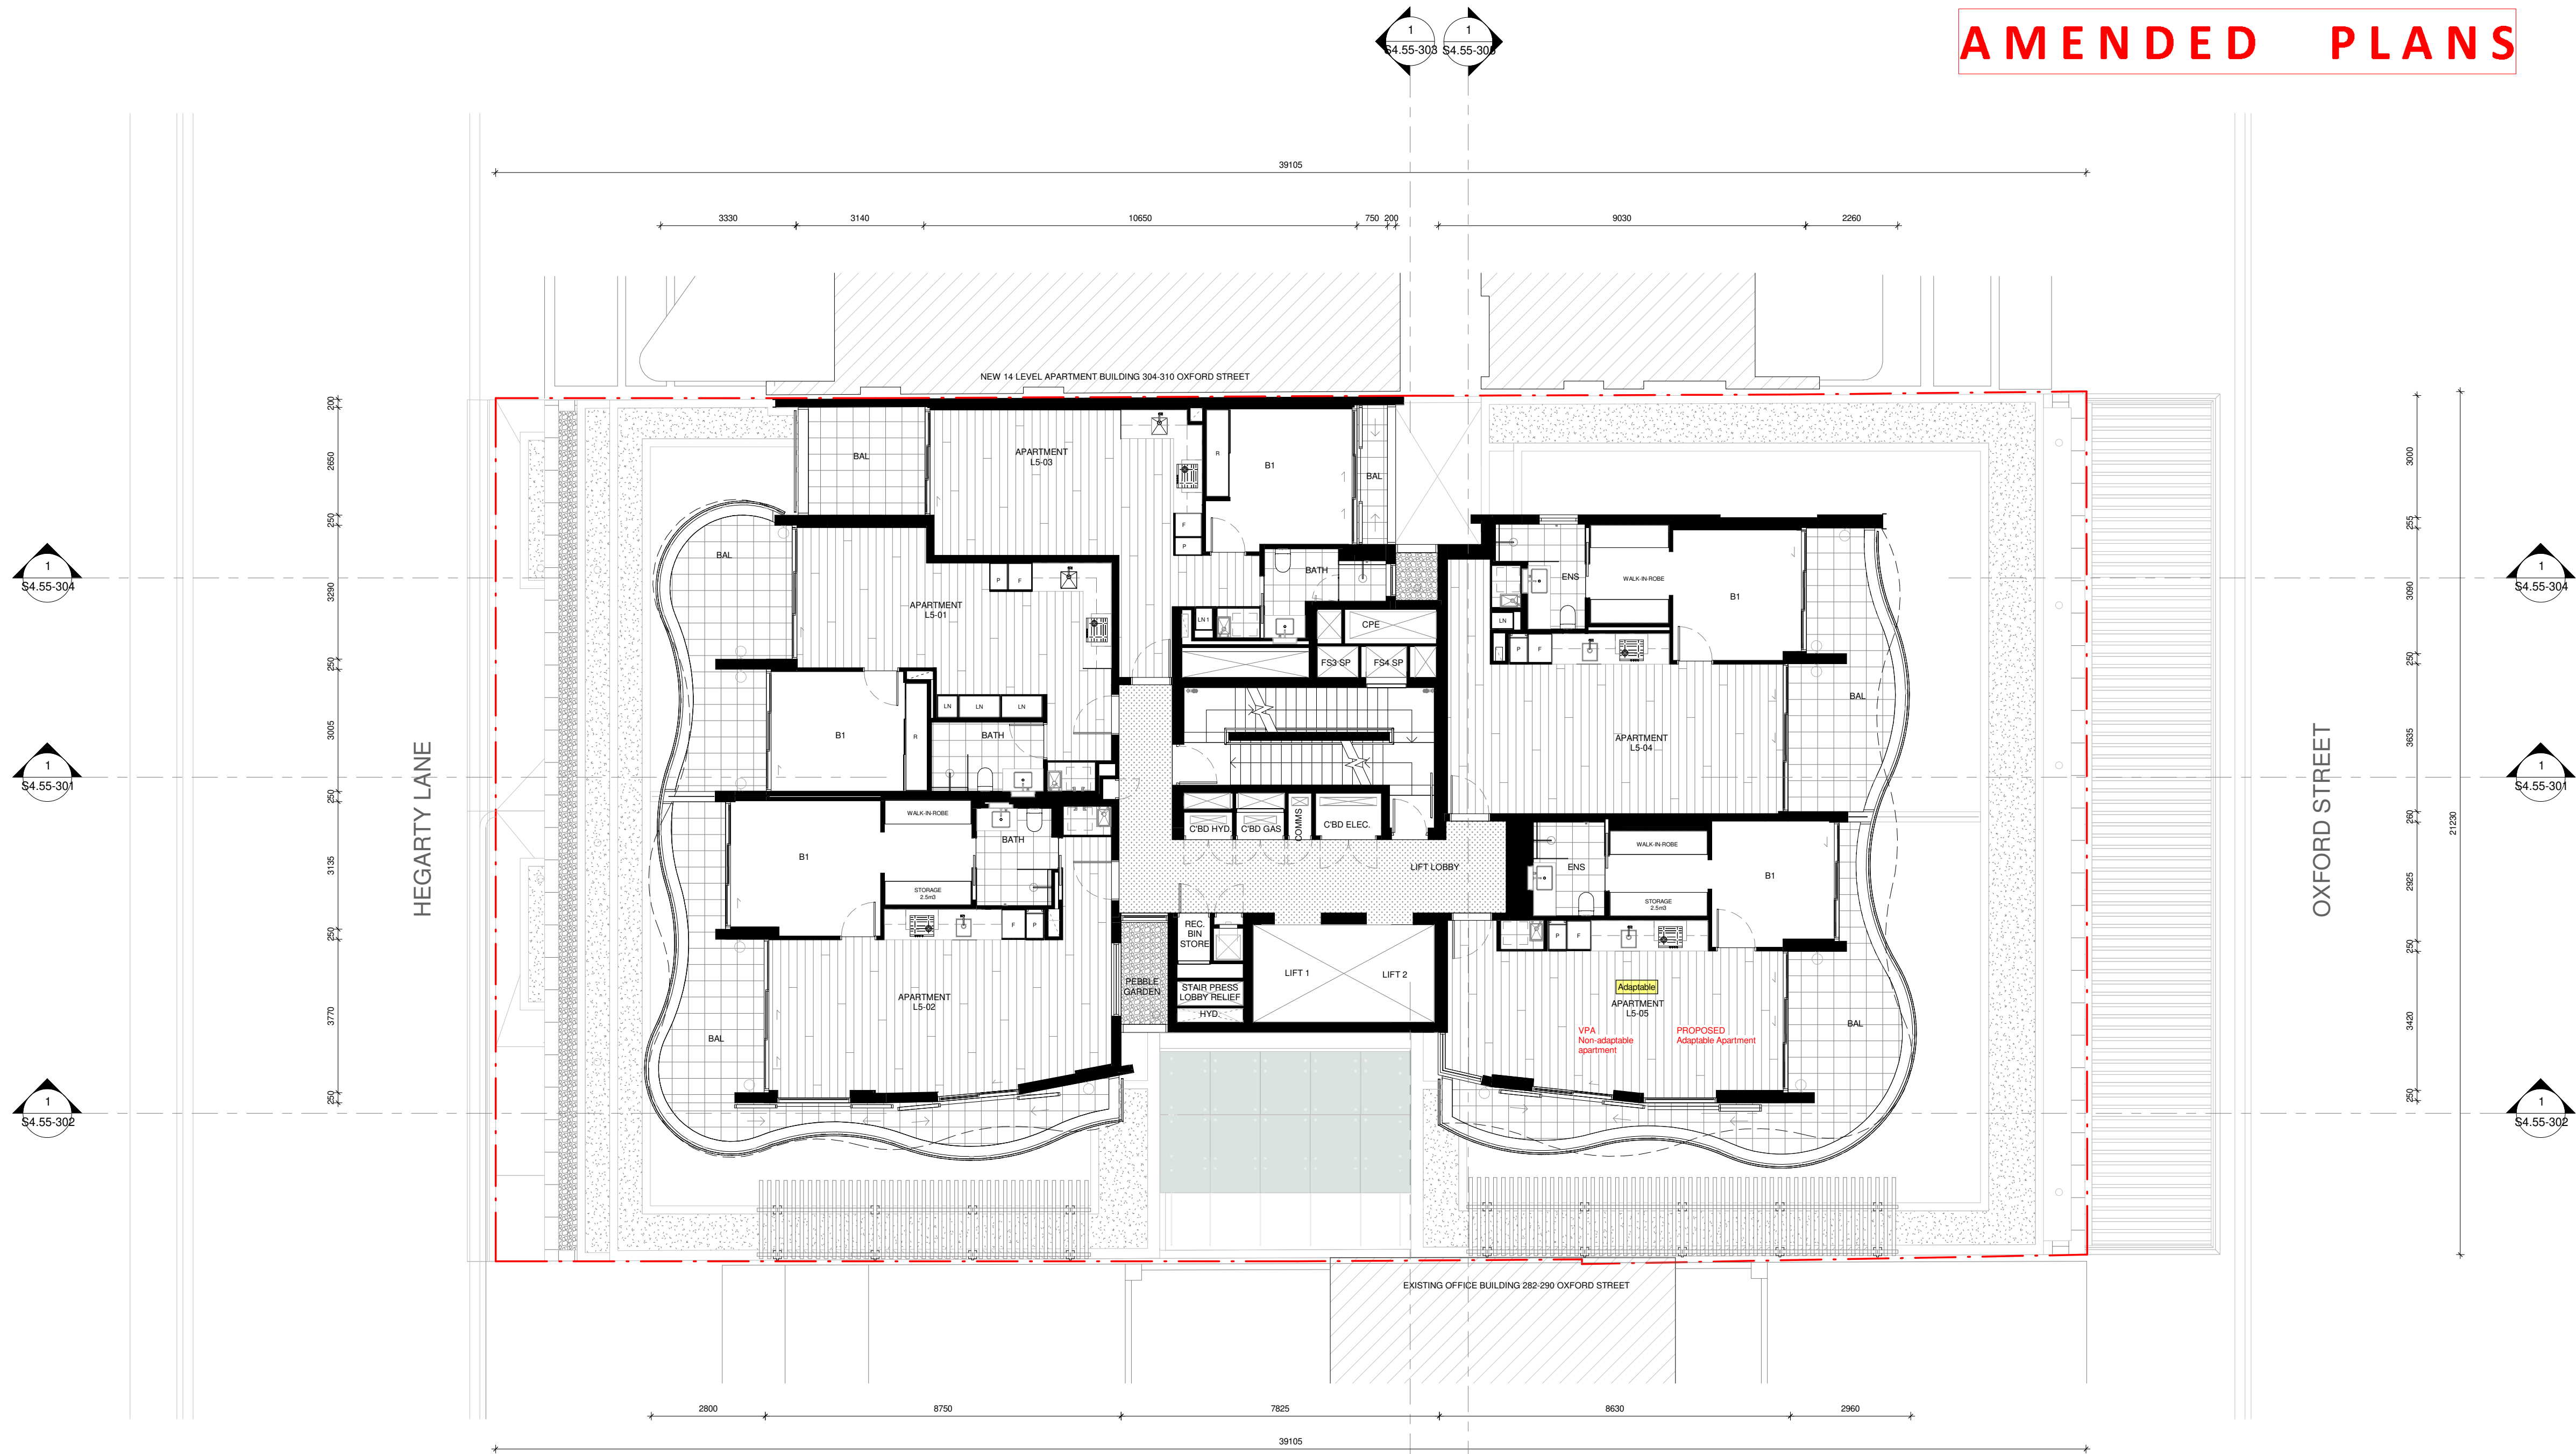 AMENDED PLANS
1
S4.55-303
1
S4.55-305
39105
3330
3140
10650
750
200
9030
2260
NEW 14 LEVEL APARTMENT BUILDING 304-310 OXFORD STREET
200
2650
250
3290
250
3005
250
3135
250
3770
250
3000
255
3090
250
3635
260
2925
250
3420
250
21230
HEGARTY LANE
OXFORD STREET
1
S4.55-304
1
S4.55-301
1
S4.55-302
1
S4.55-304
1
S4.55-301
1
S4.55-302
BAL
APARTMENT
L5-03
R
B1
BAL
F
P
BATH
LN 1
CPE
FS3 SP
FS4 SP
BAL
APARTMENT
L5-01
P
F
B1
R
LN
LN
LN
BATH
ENS
WALK-IN-ROBE
B1
LN
P
F
APARTMENT
L5-04
BAL
WALK-IN-ROBE
B1
BATH
STORAGE
2.5m3
F
P
APARTMENT
L5-02
BAL
C'BD HYD.
C'BD GAS
COMMS
C'BD ELEC.
LIFT LOBBY
REC.
BIN
STORE
PEBBLE
GARDEN
STAIR PRESS
LOBBY RELIEF
HYD.
LIFT 1
LIFT 2
ENS
WALK-IN-ROBE
B1
STORAGE
2.5m3
P
F
Adaptable
APARTMENT
L5-05
VPA
Non-adaptable
apartment
PROPOSED
Adaptable Apartment
BAL
EXISTING OFFICE BUILDING 282-290 OXFORD STREET
2800
8750
7825
8630
2960
39105